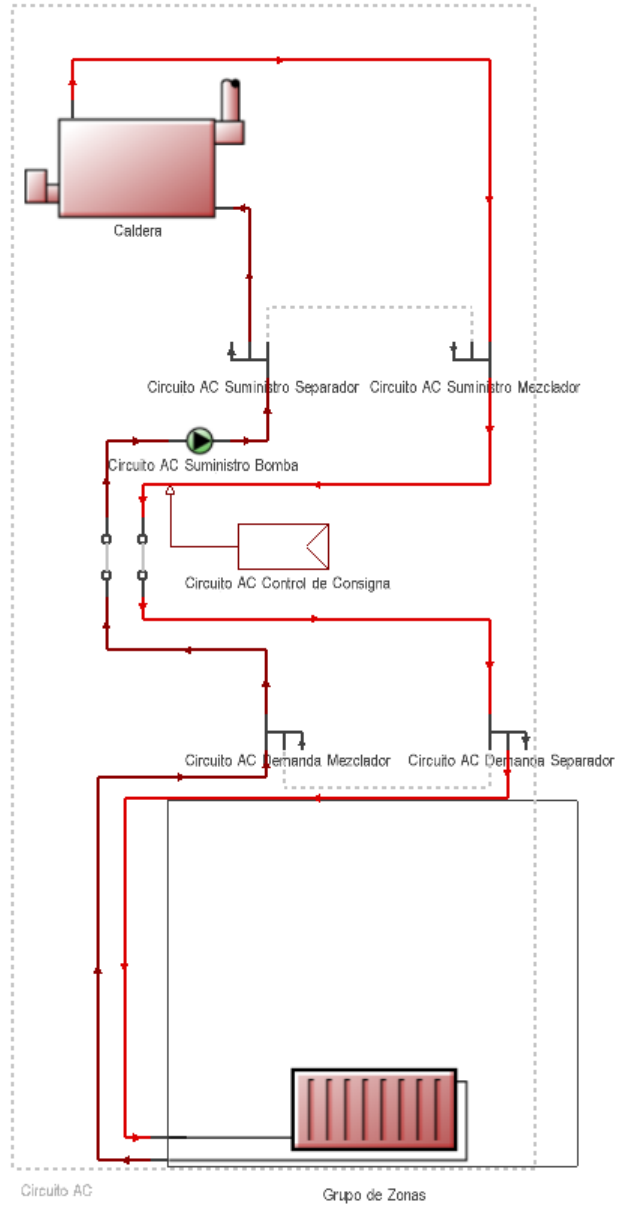 Caldera
Circuito AC Suministro Separador
Circuito AC Suministro Mezclador
Circuito AC Suministro Bomba
Circuito AC Control de Consigna
Circuito AC Demanda Mezclador
Circuito AC Demanda Separador
Circuito AC
Grupo de Zonas